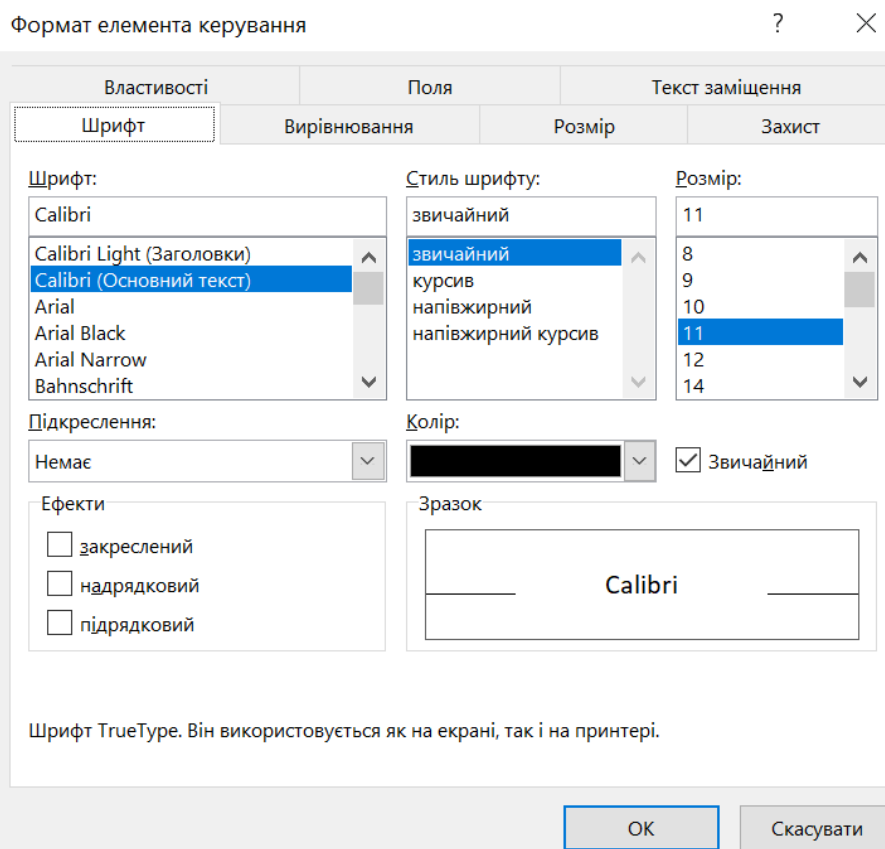 Формат елемента керування ?
Властивості Поля Текст заміщення
Шрифт Вирівнювання Розмір Захист
Шрифт: Стиль шрифту: Розмір:
Calibri звичайний 11
Calibri Light (Заголовки) звичайний 8
Calibri (Основний текст) курсив 9
Arial напівжирний 10
Arial Black напівжирний курсив 11
Arial Narrow 12
Bahnschrift 14
Підкреслення: Колір:
Немає Звичайний
Ефекти Зразок
закреслений
надрядковий Calibri
підрядковий
Шрифт TrueType. Він використовується як на екрані, так і на принтері.
ОК Скасувати